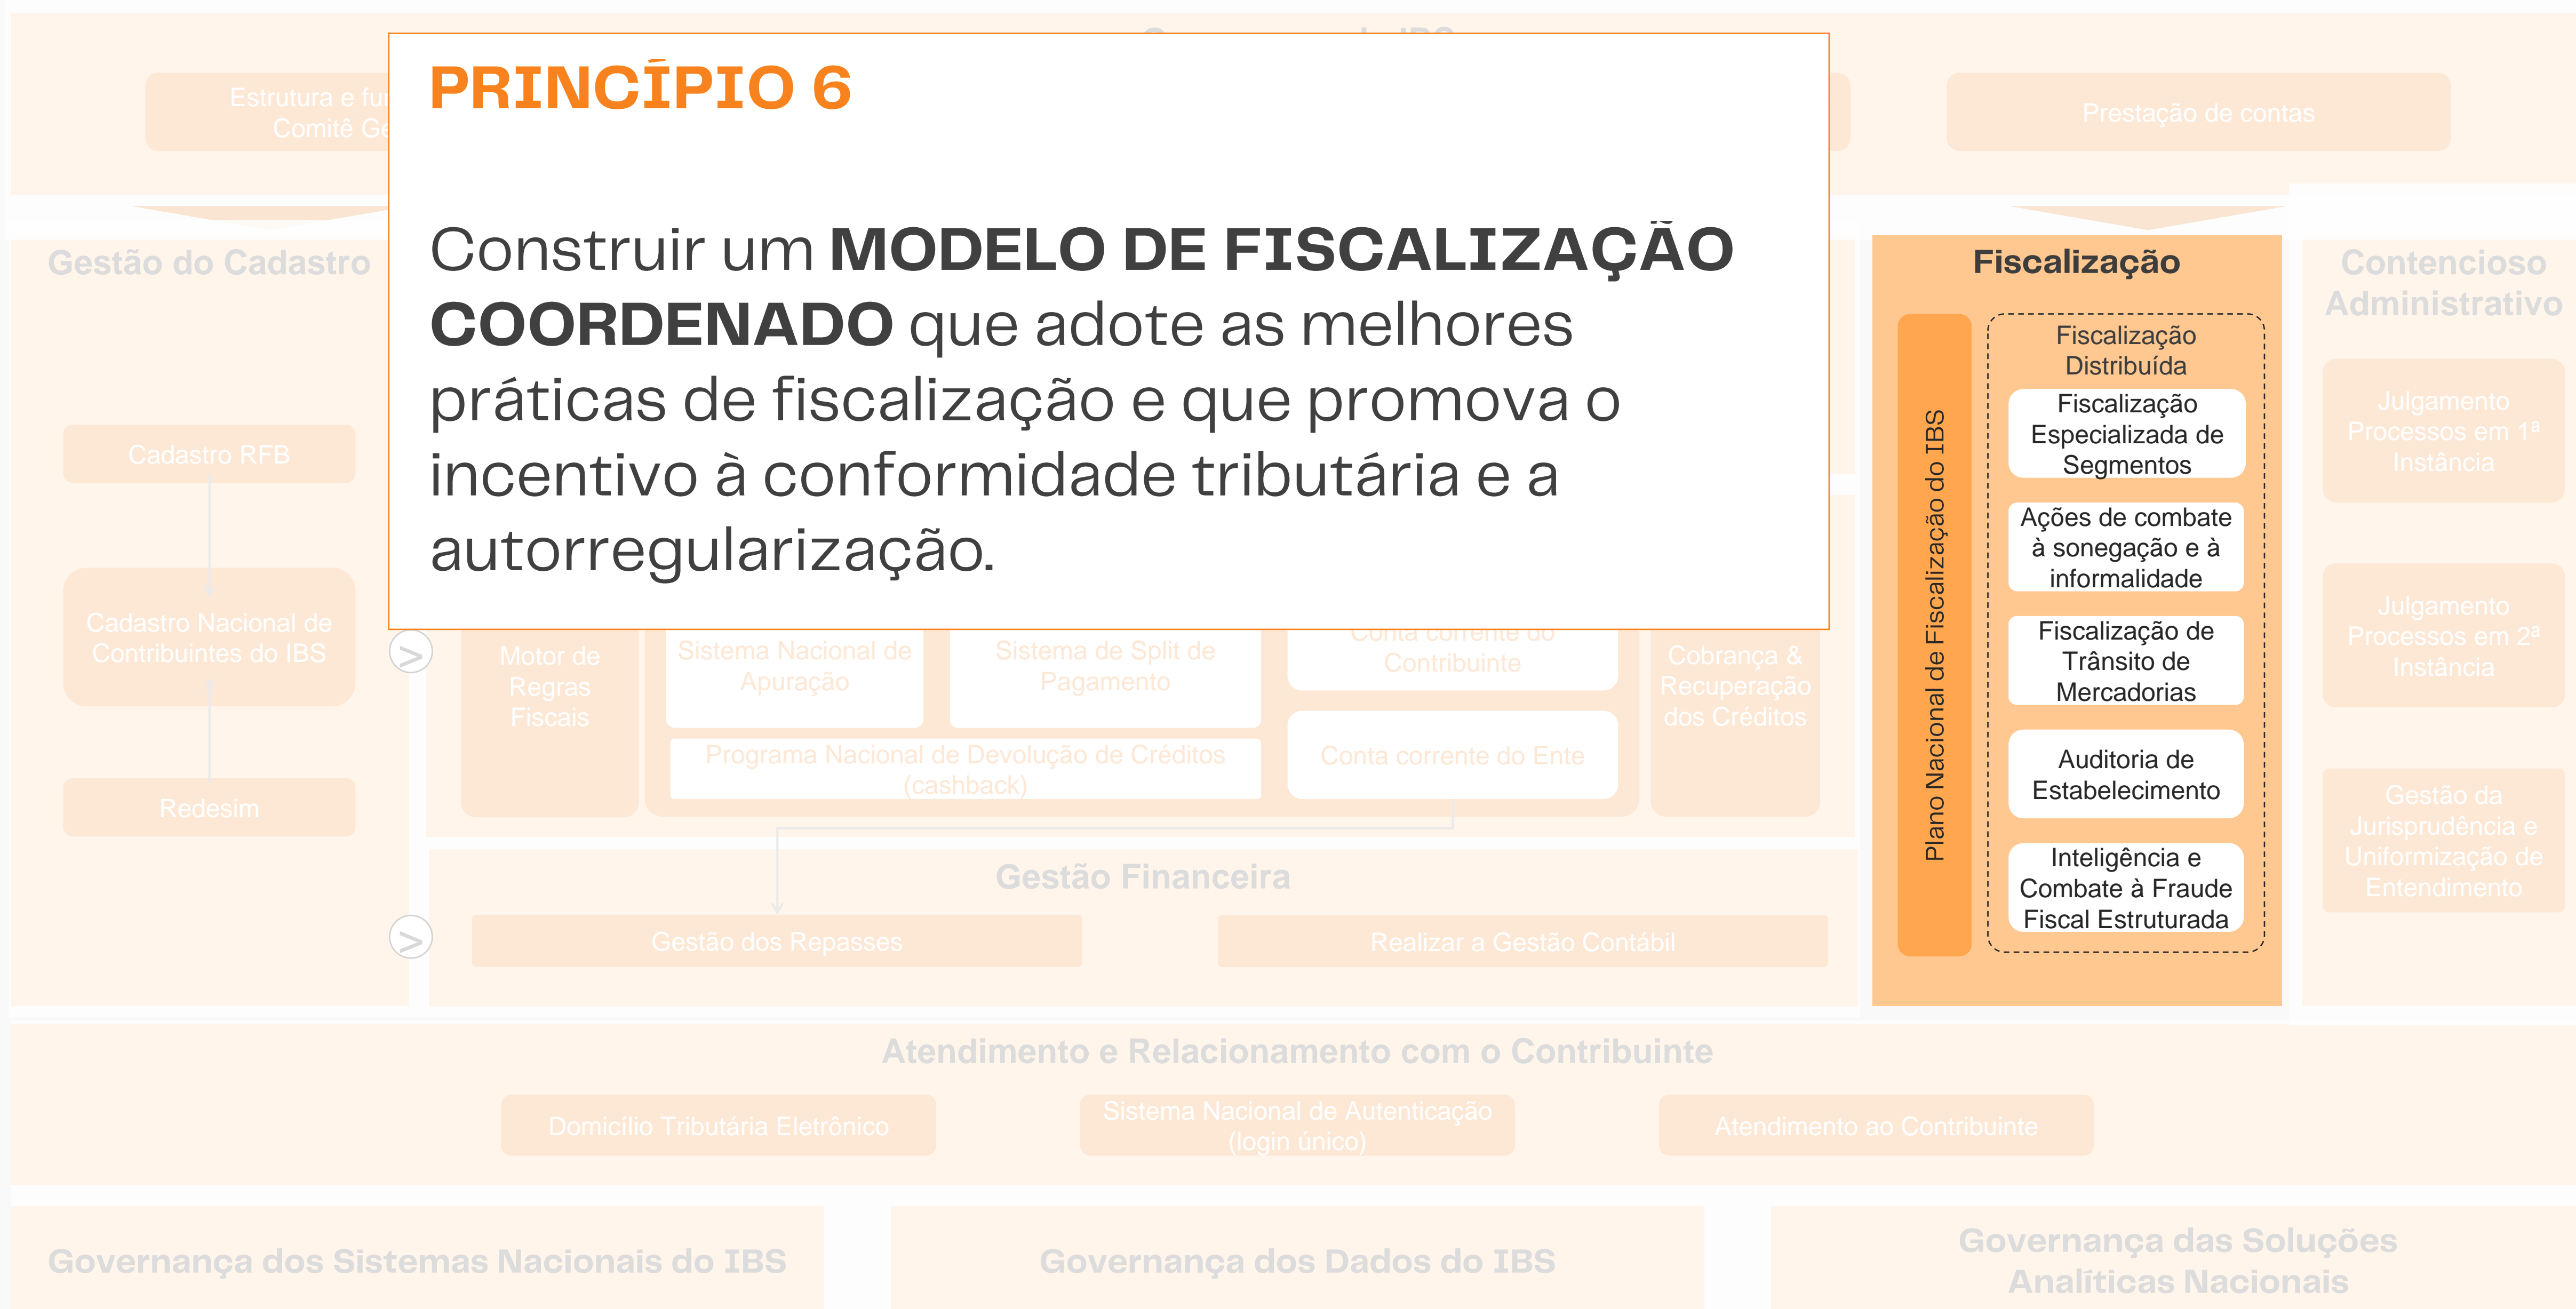 PRINCÍPIO 6
Construir um MODELO DE FISCALIZAÇÃO
COORDENADO que adote as melhores
práticas de fiscalização e que promova o
incentivo à conformidade tributária e a
autorregularização.
Estrutura e
Comitê
Prestação de contas
Gestão do Cadastro
Cadastro RFB
Cadastro Nacional de
Contribuintes do IBS
Redesim
>
>
Motor de
Regras
Fiscais
Sistema Nacional de
Apuração
Sistema de Split de
Pagamento
Conta corrente do
Contribuinte
Programa Nacional de Devolução de Créditos
(cashback)
Conta corrente do Ente
Cobrança &
Recuperação
dos Créditos
Gestão Financeira
Gestão dos Repasses
Realizar a Gestão Contábil
Fiscalização
Plano Nacional de Fiscalização do IBS
Fiscalização
Distribuída
Fiscalização
Especializada de
Segmentos
Ações de combate
à sonegação e à
informalidade
Fiscalização de
Trânsito de
Mercadorias
Auditoria de
Estabelecimento
Inteligência e
Combate à Fraude
Fiscal Estruturada
Contencioso
Administrativo
Julgamento
Processos em 1ª
Instância
Julgamento
Processos em 2ª
Instância
Gestão da
Jurisprudência e
Uniformização de
Entendimento
Atendimento e Relacionamento com o Contribuinte
Domicílio Tributária Eletrônico
Sistema Nacional de Autenticação
(login único)
Atendimento ao Contribuinte
Governança dos Sistemas Nacionais do IBS
Governança dos Dados do IBS
Governança das Soluções
Analíticas Nacionais